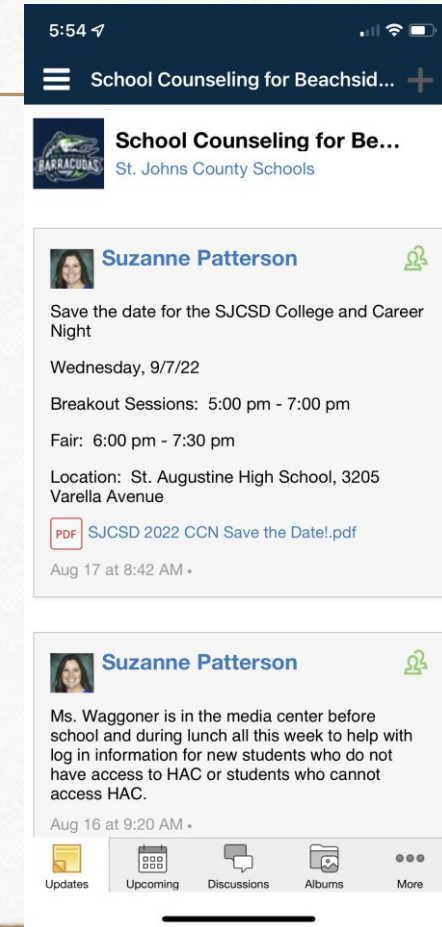 5:54
School Counseling for Beachsid...
BARRACUDAS
School Counseling for Be...
St. Johns County Schools
Suzanne Patterson
Save the date for the SJCSD College and Career
Night
Wednesday, 9/7/22
Breakout Sessions: 5:00 pm - 7:00 pm
Fair: 6:00 pm - 7:30 pm
Location: St. Augustine High School, 3205
Varella Avenue
PDF SJCSD 2022 CCN Save the Date!.pdf
Aug 17 at 8:42 AM •
Suzanne Patterson
Ms. Waggoner is in the media center before
school and during lunch all this week to help with
log in information for new students who do not
have access to HAC or students who cannot
access HAC.
Aug 16 at 9:20 AM •
Updates Upcoming Discussions Albums More